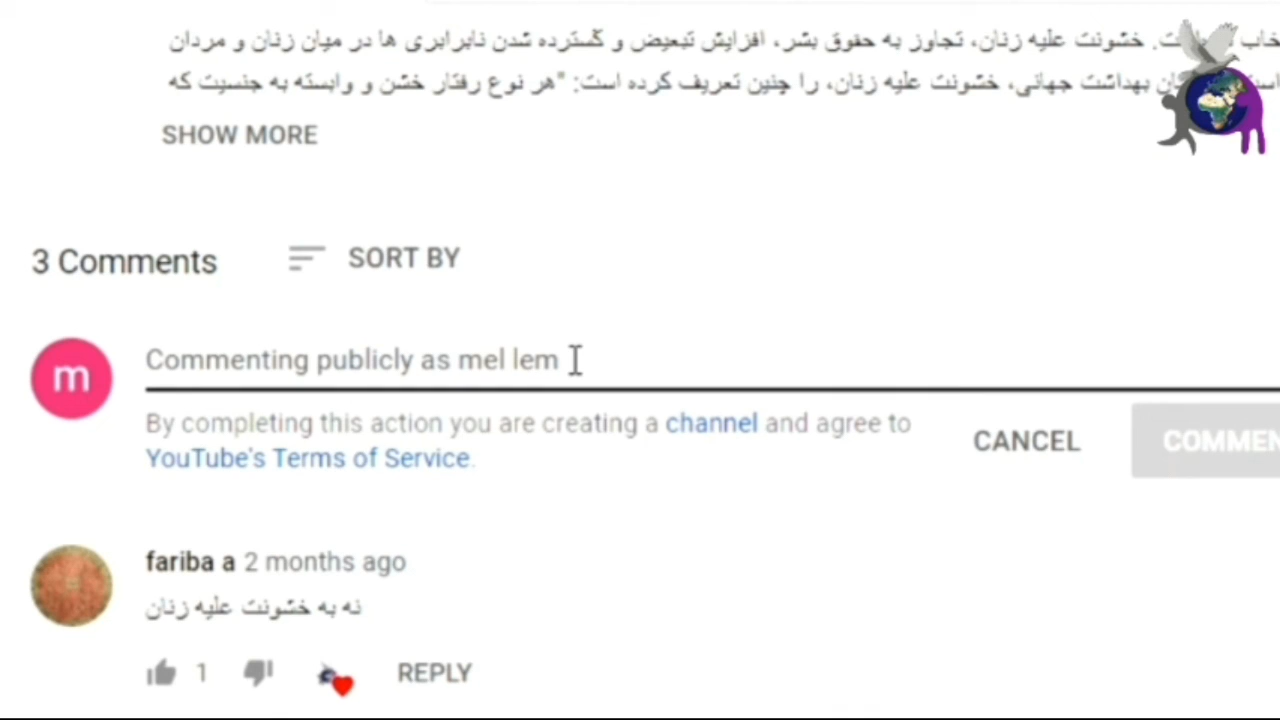 خشونت علیه زنان، تجاوز به حقوق بشر، افزایش تبعیض و گسترده شدن نابرابری ها در میان زنان و مردان
بهداشت جهانی، خشونت علیه زنان، را چنین تعریف کرده است: "هر نوع رفتار خشن و وابسته به جنسیت که
SHOW MORE
3 Comments SORT BY
m
Commenting publicly as mel lem
By completing this action you are creating a channel and agree to
YouTube's Terms of Service.
CANCEL COMMEN
fariba a 2 months ago
نه به خشونت علیه زنان
1 REPLY